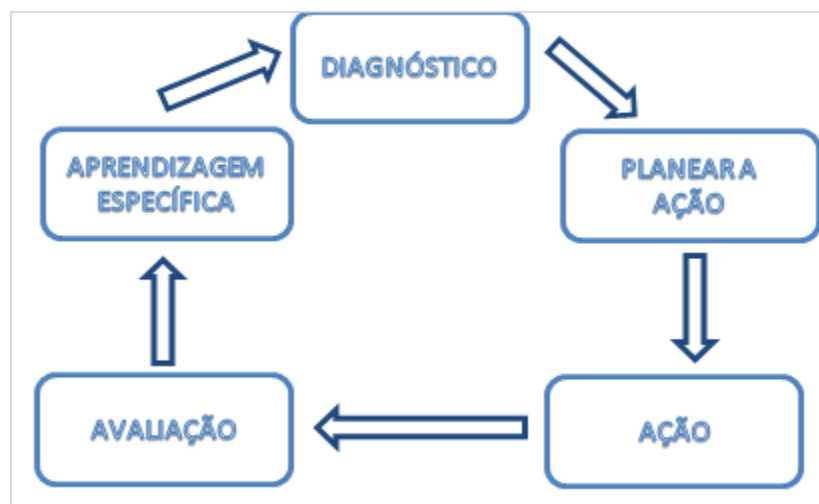 DIAGNÓSTICO
PLANEAR A
AÇÃO
AÇÃO
AVALIAÇÃO
APRENDIZAGEM
ESPECÍFICA